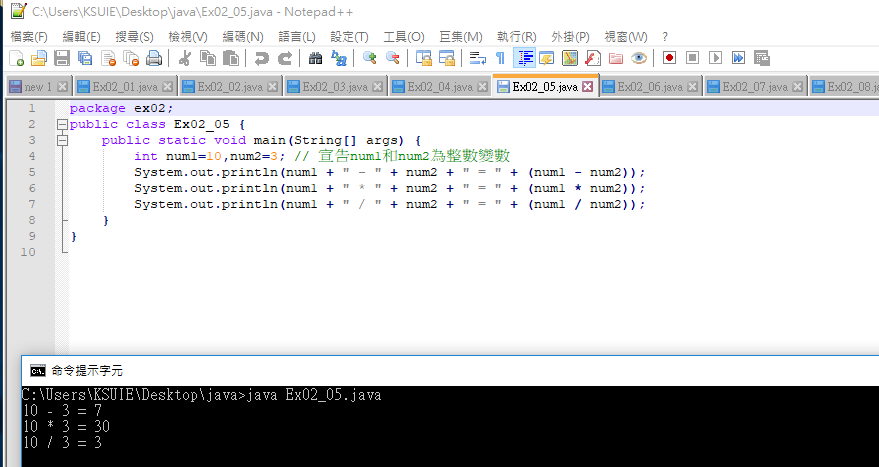 C:\Users\KSUIE\Desktop\java\Ex02_05.java - Notepad++
檔案(F) 編輯(E) 搜尋(S) 檢視(V) 編碼(N) 語言(L) 設定(T) 工具(O) 巨集(M) 執行(R) 外掛(P) 視窗(W) ?
new 1 Ex02_01.java Ex02_02.java Ex02_03.java Ex02_04.java Ex02_05.java Ex02_06.java Ex02_07.java Ex02_08.ja
1 package ex02;
2 public class Ex02_05 {
3 public static void main(String[] args) {
4 int num1=10,num2=3; // 宣告num1和num2為整數變數
5 System.out.println(num1 + " - " + num2 + " = " + (num1 - num2));
6 System.out.println(num1 + " * " + num2 + " = " + (num1 * num2));
7 System.out.println(num1 + " / " + num2 + " = " + (num1 / num2));
8 }
9 }
10
命令提示字元
C:\Users\KSUIE\Desktop\java>java Ex02_05.java
10 - 3 = 7
10 * 3 = 30
10 / 3 = 3